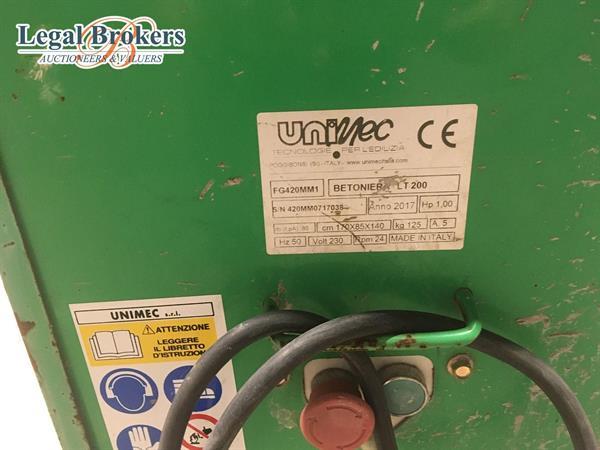 Legal Brokers
AUCTIONEERS & VALUERS
unimec CE
TECNOLOGIE PER L'EDILIZIA
POGGIBONSI (SI) - ITALY - www.unimecitalia.com
FG420MM1 BETONIERA LT 200
S/N 420MM0717038 Anno 2017 Hp 1,00
cm 170X85X140 kg 125 A. 5
Hz 50 Volt 230 Rpm 24 MADE IN ITALY
UNIMEC s.r.l.
ATTENZIONE
LEGGERE
IL LIBRETTO
D'ISTRUZIONI